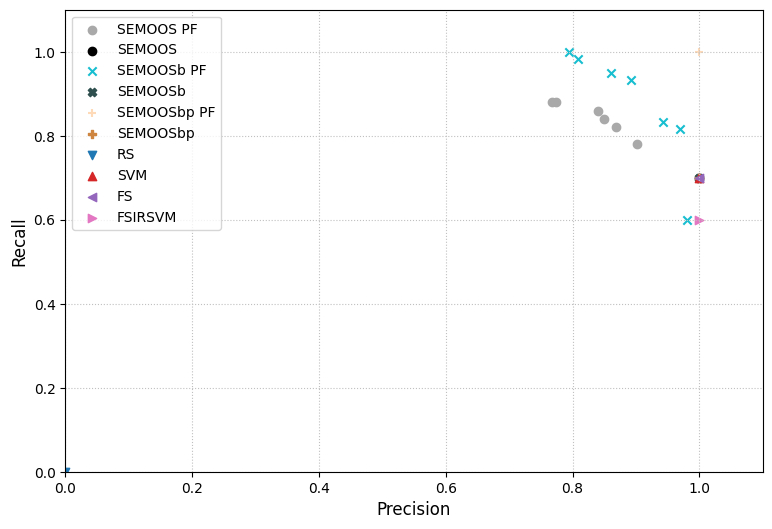 SEMOOS PF
SEMOOS
SEMOOSb PF
SEMOOSb
SEMOOSbp PF
SEMOOSbp
RS
SVM
FS
FSIRSVM
1.0
0.8
0.6
0.4
0.2
0.0
Recall
0.0 0.2 0.4 0.6 0.8 1.0
Precision